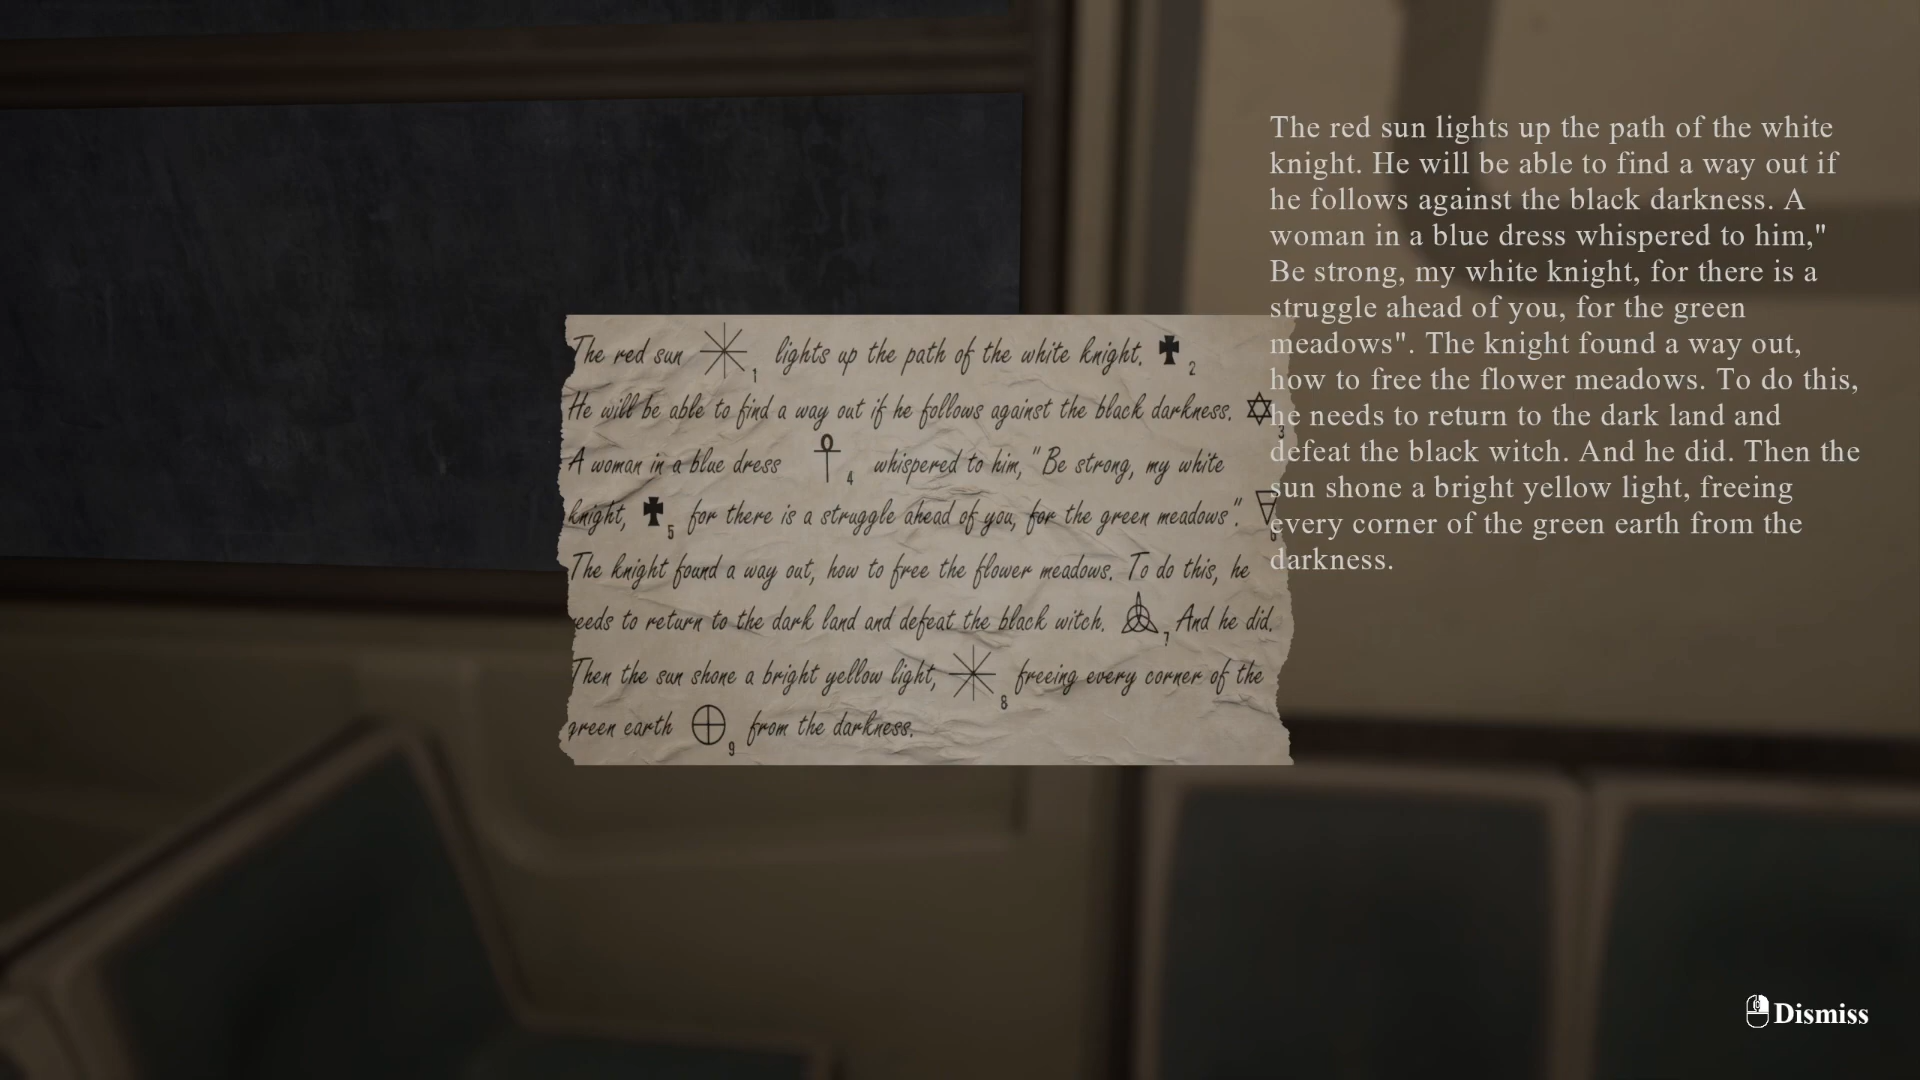 The red sun 1 lights up the path of the white knight. 2
He will be able to find a way out if he follows against the black darkness. 3
A woman in a blue dress 4 whispered to him, "Be strong, my white
knight, 5 for there is a struggle ahead of you, for the green meadows". 6
The knight found a way out, how to free the flower meadows. To do this, he
needs to return to the dark land and defeat the black witch. 7 And he did.
Then the sun shone a bright yellow light, 8 freeing every corner of the
green earth 9 from the darkness.
The red sun lights up the path of the white
knight. He will be able to find a way out if
he follows against the black darkness. A
woman in a blue dress whispered to him,"
Be strong, my white knight, for there is a
struggle ahead of you, for the green
meadows". The knight found a way out,
how to free the flower meadows. To do this,
he needs to return to the dark land and
defeat the black witch. And he did. Then the
sun shone a bright yellow light, freeing
every corner of the green earth from the
darkness.
Dismiss